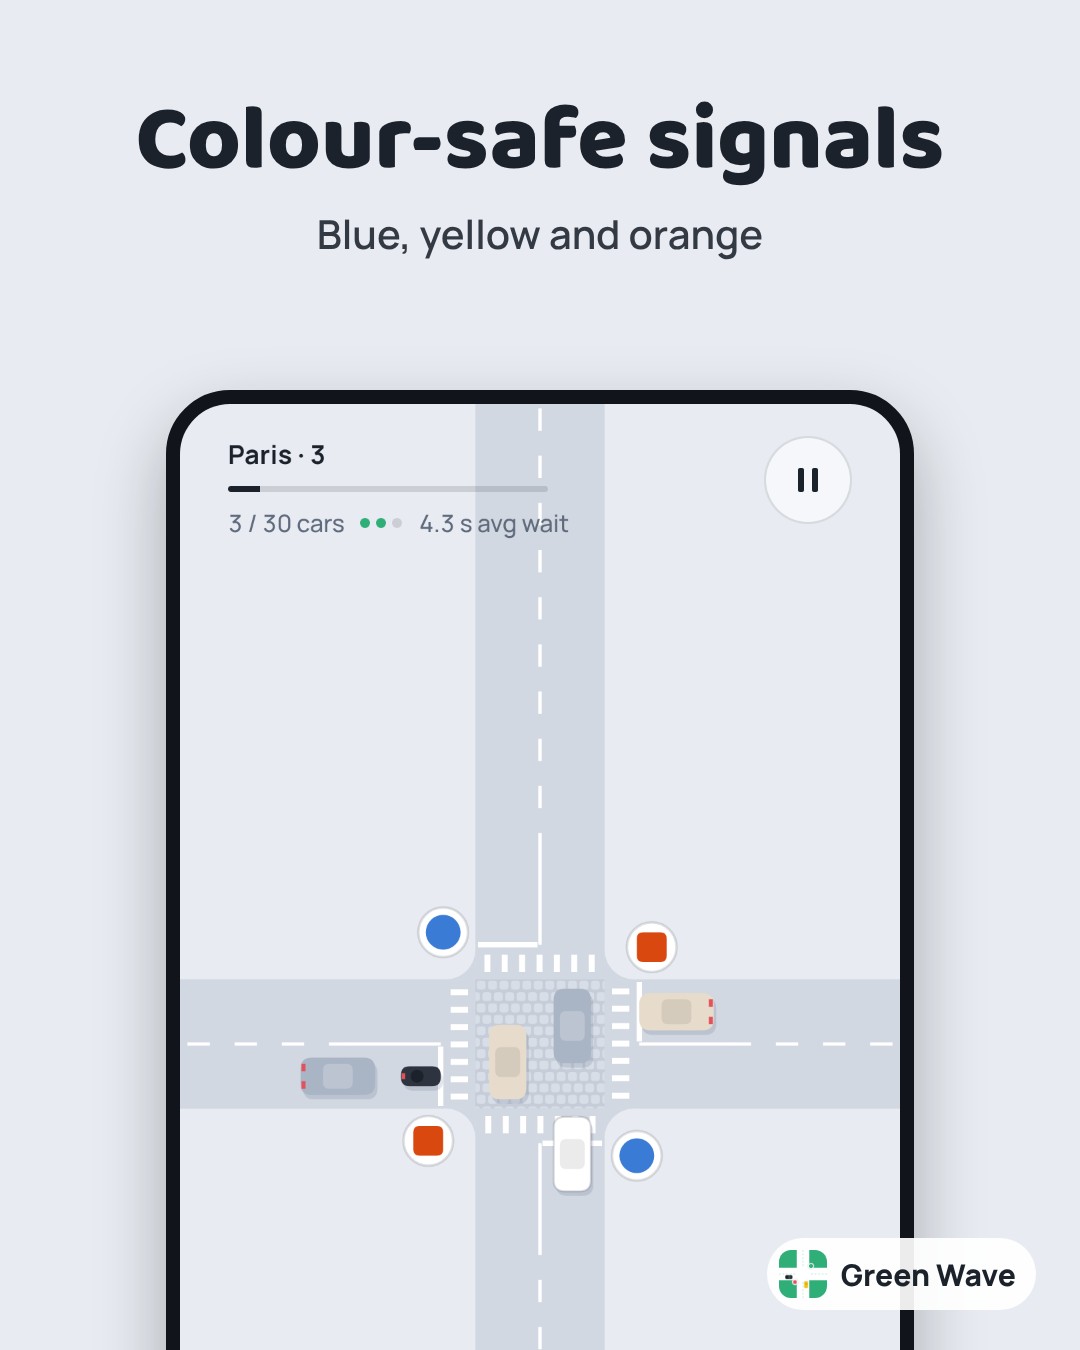 Colour-safe signals
Blue, yellow and orange
Paris · 3
3 / 30 cars 4.3 s avg wait
Green Wave